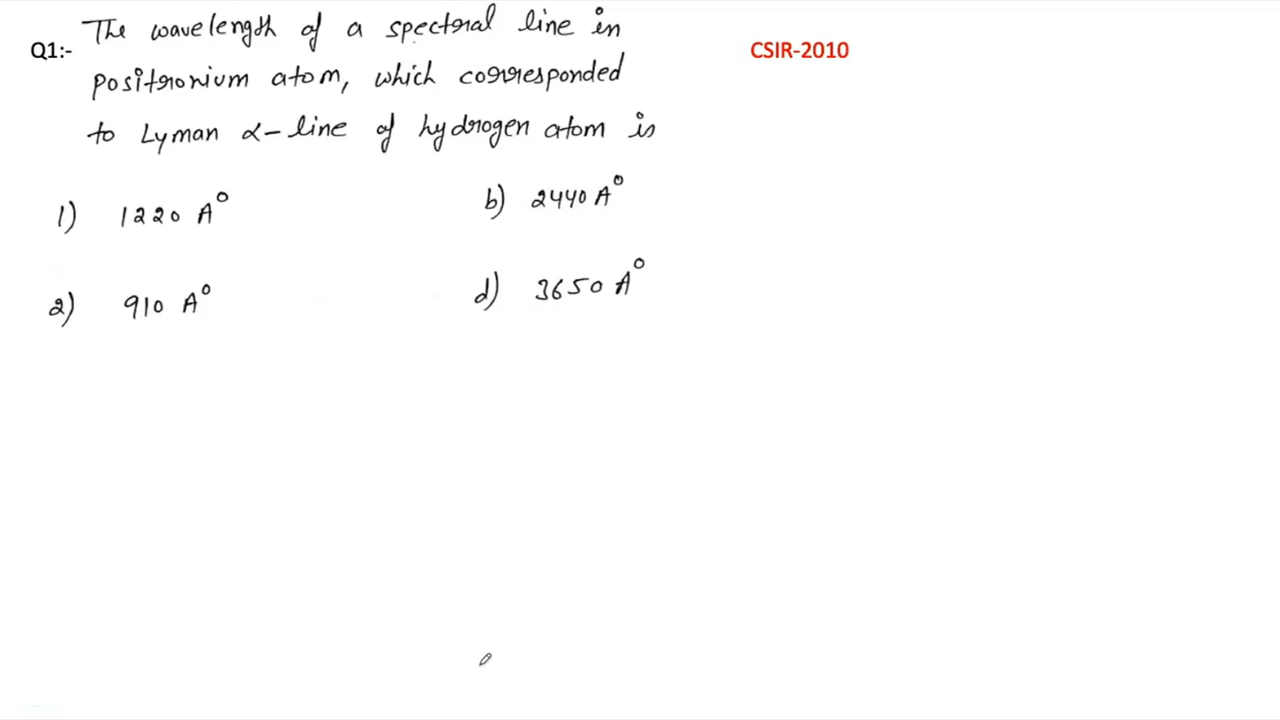 The wavelength of a spectral line in
Q1:-
CSIR-2010
positronium atom, which corresponded
to Lyman α-line of hydrogen atom is
1) 1220 A°
b) 2440 A°
2) 910 A°
d) 3650 A°